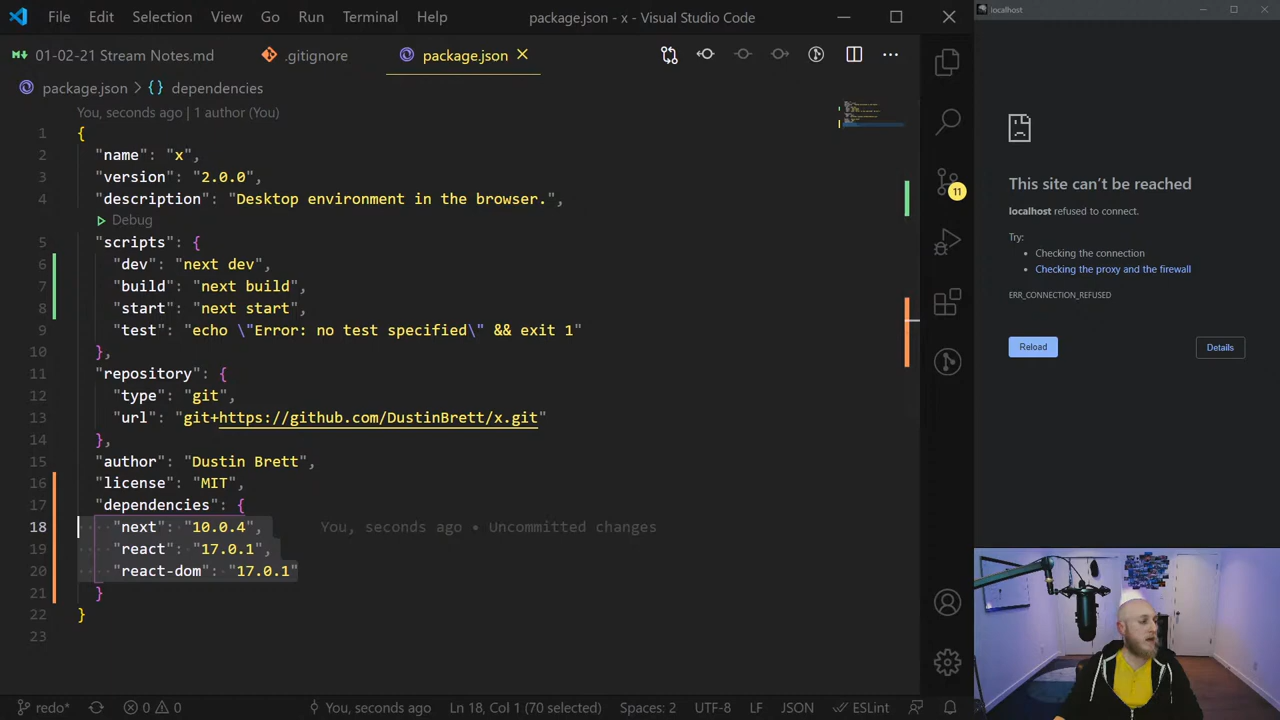 File Edit Selection View Go Run Terminal Help package.json - x - Visual Studio Code
01-02-21 Stream Notes.md .gitignore package.json
package.json > {} dependencies
You, seconds ago | 1 author (You)
1 {
2 "name": "x",
3 "version": "2.0.0",
4 "description": "Desktop environment in the browser.",
Debug
5 "scripts": {
6 "dev": "next dev",
7 "build": "next build",
8 "start": "next start",
9 "test": "echo \"Error: no test specified\" && exit 1"
10 },
11 "repository": {
12 "type": "git",
13 "url": "git+https://github.com/DustinBrett/x.git"
14 },
15 "author": "Dustin Brett",
16 "license": "MIT",
17 "dependencies": {
18 "next": "10.0.4", You, seconds ago • Uncommitted changes
19 "react": "17.0.1",
20 "react-dom": "17.0.1"
21 }
22 }
23
11
redo* 0 0 You, seconds ago Ln 18, Col 1 (70 selected) Spaces: 2 UTF-8 LF JSON ESLint
localhost
This site can't be reached
localhost refused to connect.
Try:
• Checking the connection
• Checking the proxy and the firewall
ERR_CONNECTION_REFUSED
Reload Details